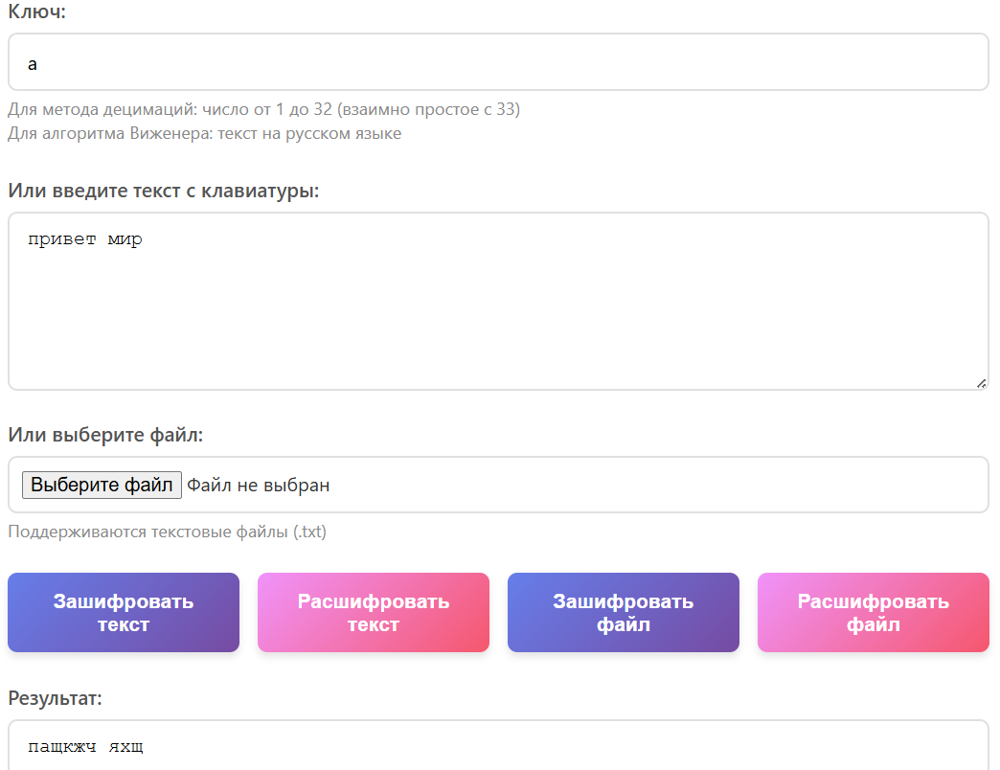 Ключ:
а
Для метода децимаций: число от 1 до 32 (взаимно простое с 33)
Для алгоритма Виженера: текст на русском языке
Или введите текст с клавиатуры:
привет мир
Или выберите файл:
Выберите файл Файл не выбран
Поддерживаются текстовые файлы (.txt)
Зашифровать
текст
Расшифровать
текст
Зашифровать
файл
Расшифровать
файл
Результат:
пащкжч яхщ